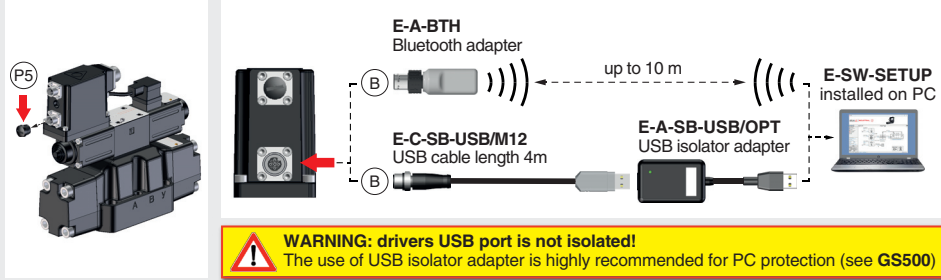 P5
A B Y
E-A-BTH
Bluetooth adapter
B
up to 10 m
E-SW-SETUP
installed on PC
E-C-SB-USB/M12
USB cable length 4m
B
E-A-SB-USB/OPT
USB isolator adapter
WARNING: drivers USB port is not isolated!
The use of USB isolator adapter is highly recommended for PC protection (see GS500)